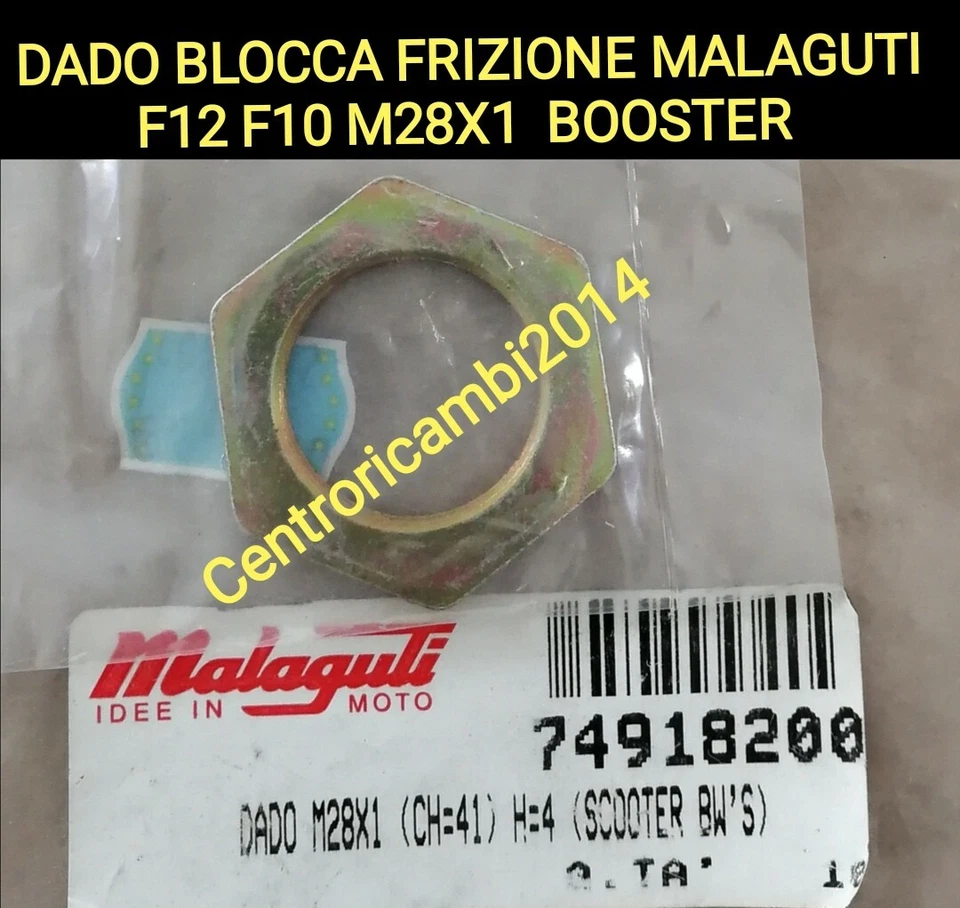 DADO BLOCCA FRIZIONE MALAGUTI
F12 F10 M28X1 BOOSTER
Centroricambi2014
Malaguti
IDEE IN MOTO
74918200
DADO M28X1 (CH=41) H=4 (SCOOTER BW'S)
Q.TA'